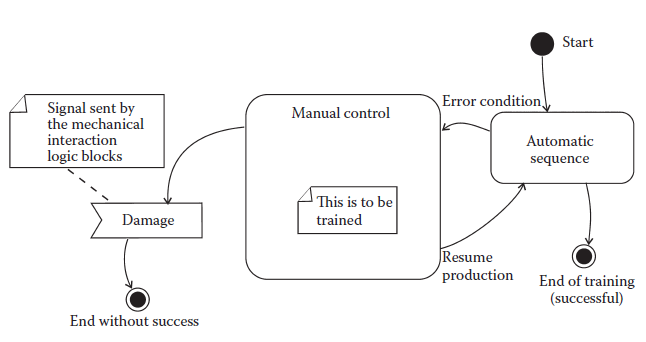 Start
Signal sent by
the mechanical
interaction
logic blocks
Manual control
Error condition
Automatic
sequence
This is to be
trained
Damage
Resume
production
End of training
(successful)
End without success